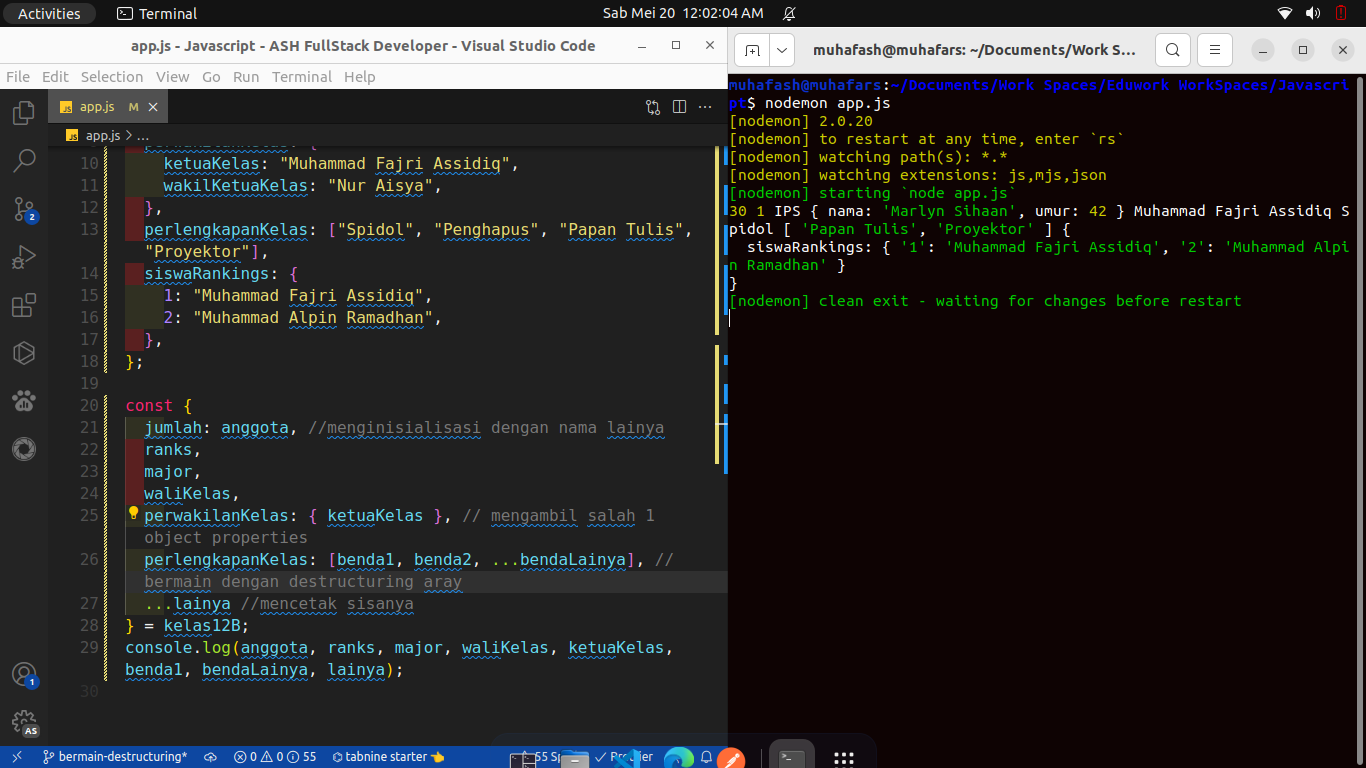 Activities Terminal Sab Mei 20 12:02:04 AM
app.js - Javascript - ASH FullStack Developer - Visual Studio Code
File Edit Selection View Go Run Terminal Help
JS app.js M
JS app.js > ...
10 ketuaKelas: "Muhammad Fajri Assidiq",
11 wakilKetuaKelas: "Nur Aisya",
12 },
13 perlengkapanKelas: ["Spidol", "Penghapus", "Papan Tulis",
"Proyektor"],
14 siswaRankings: {
15 1: "Muhammad Fajri Assidiq",
16 2: "Muhammad Alpin Ramadhan",
17 },
18 };
19
20 const {
21 jumlah: anggota, //menginisialisasi dengan nama lainya
22 ranks,
23 major,
24 waliKelas,
25 perwakilanKelas: { ketuaKelas }, // mengambil salah 1
object properties
26 perlengkapanKelas: [benda1, benda2, ...bendaLainya], //
bermain dengan destructuring aray
27 ...lainya //mencetak sisanya
28 } = kelas12B;
29 console.log(anggota, ranks, major, waliKelas, ketuaKelas,
benda1, bendaLainya, lainya);
30
2
1
AS
bermain-destructuring* 0 0 55 tabnine starter
muhafash@muhafars: ~/Documents/Work S...
muhafash@muhafars:~/Documents/Work Spaces/Eduwork WorkSpaces/Javascri
pt$ nodemon app.js
[nodemon] 2.0.20
[nodemon] to restart at any time, enter `rs`
[nodemon] watching path(s): *.*
[nodemon] watching extensions: js,mjs,json
[nodemon] starting `node app.js`
30 1 IPS { nama: 'Marlyn Sihaan', umur: 42 } Muhammad Fajri Assidiq S
pidol [ 'Papan Tulis', 'Proyektor' ] {
siswaRankings: { '1': 'Muhammad Fajri Assidiq', '2': 'Muhammad Alpi
n Ramadhan' }
}
[nodemon] clean exit - waiting for changes before restart